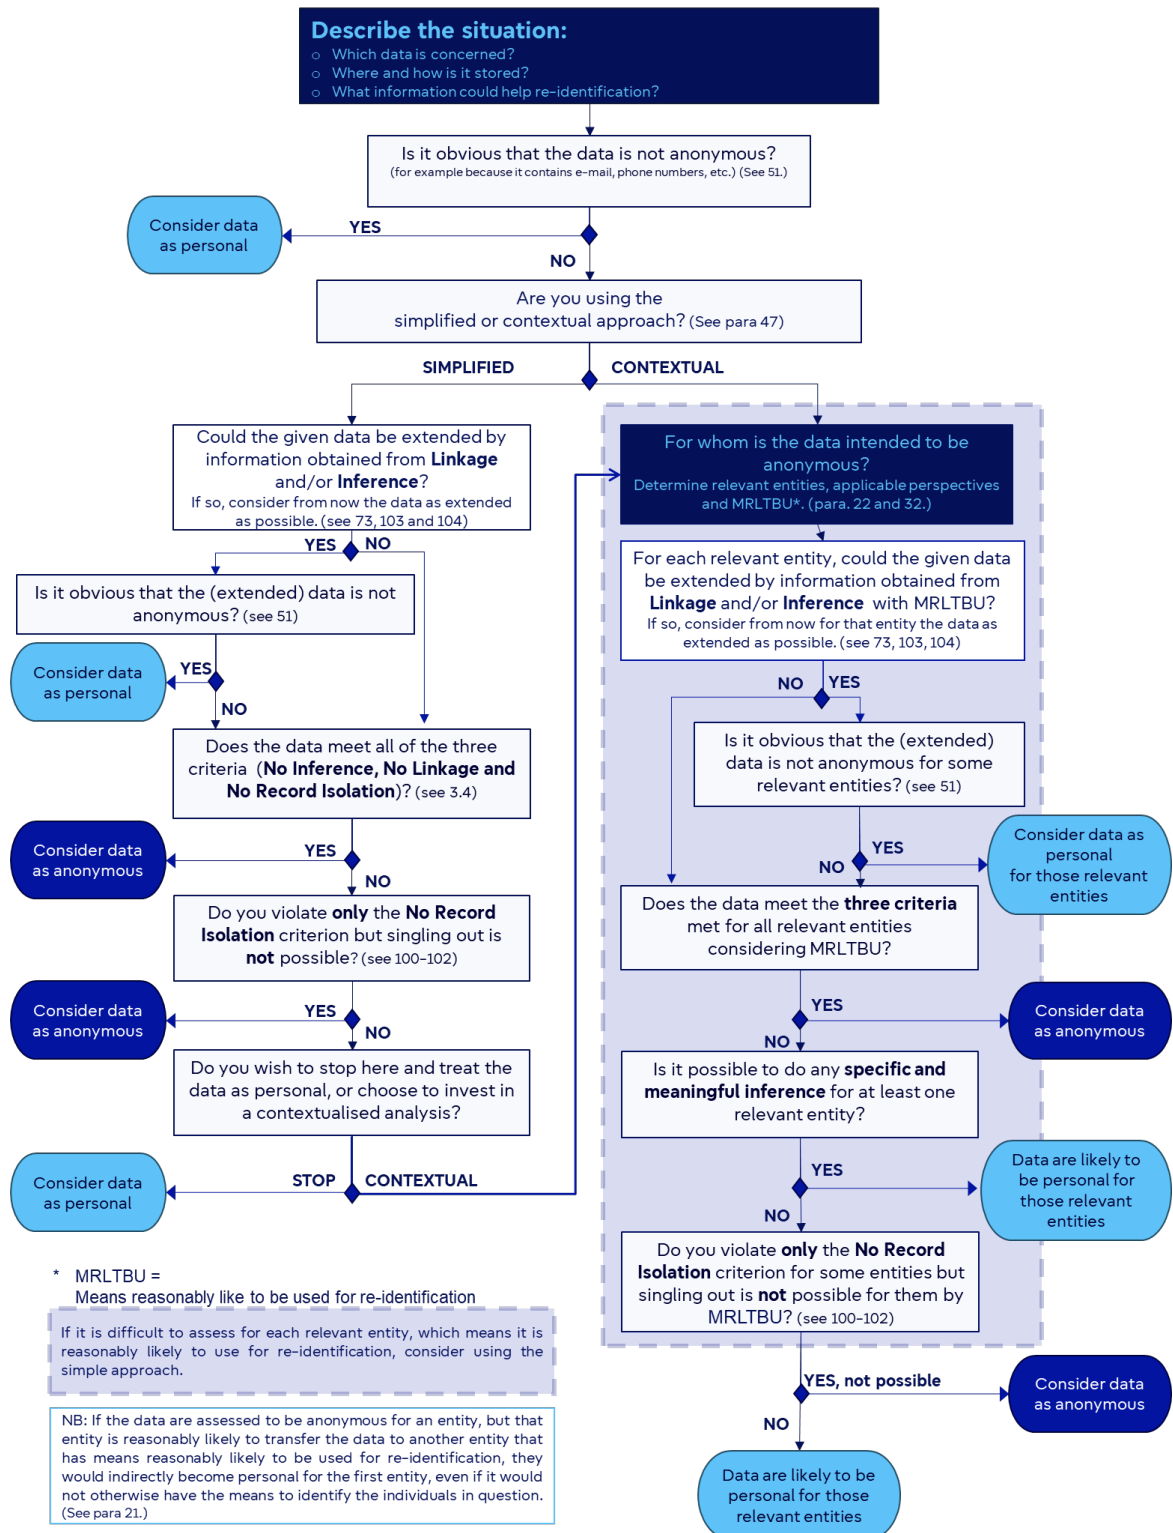 Describe the situation:
o Which data is concerned?
o Where and how is it stored?
o What information could help re-identification?
Is it obvious that the data is not anonymous?
(for example because it contains e-mail, phone numbers, etc.) (See 51.)
YES
Consider data
as personal
NO
Are you using the
simplified or contextual approach? (See para 47)
SIMPLIFIED
CONTEXTUAL
Could the given data be extended by
information obtained from Linkage
and/or Inference?
If so, consider from now the data as extended
as possible. (see 73, 103 and 104)
YES
NO
Is it obvious that the (extended) data is not
anonymous? (see 51)
YES
Consider data
as personal
NO
Does the data meet all of the three
criteria (No Inference, No Linkage and
No Record Isolation)? (see 3.4)
YES
Consider data
as anonymous
NO
Do you violate only the No Record
Isolation criterion but singling out is
not possible? (see 100-102)
YES
Consider data
as anonymous
NO
Do you wish to stop here and treat the
data as personal, or choose to invest in
a contextualised analysis?
STOP
CONTEXTUAL
Consider data
as personal
For whom is the data intended to be
anonymous?
Determine relevant entities, applicable perspectives
and MRLTBU*. (para. 22 and 32.)
For each relevant entity, could the given data
be extended by information obtained from
Linkage and/or Inference with MRLTBU?
If so, consider from now for that entity the data as
extended as possible. (see 73, 103, 104)
NO
YES
Is it obvious that the (extended)
data is not anonymous for some
relevant entities? (see 51)
YES
Consider data as
personal
for those relevant
entities
NO
Does the data meet the three criteria
met for all relevant entities
considering MRLTBU?
YES
Consider data
as anonymous
NO
Is it possible to do any specific and
meaningful inference for at least one
relevant entity?
YES
Data are likely to
be personal for
those relevant
entities
NO
Do you violate only the No Record
Isolation criterion for some entities but
singling out is not possible for them by
MRLTBU? (see 100-102)
YES, not possible
Consider data
as anonymous
NO
Data are likely to be
personal for those
relevant entities
* MRLTBU =
Means reasonably like to be used for re-identification
If it is difficult to assess for each relevant entity, which means it is
reasonably likely to use for re-identification, consider using the
simple approach.
NB: If the data are assessed to be anonymous for an entity, but that
entity is reasonably likely to transfer the data to another entity that
has means reasonably likely to be used for re-identification, they
would indirectly become personal for the first entity, even if it would
not otherwise have the means to identify the individuals in question.
(See para 21.)